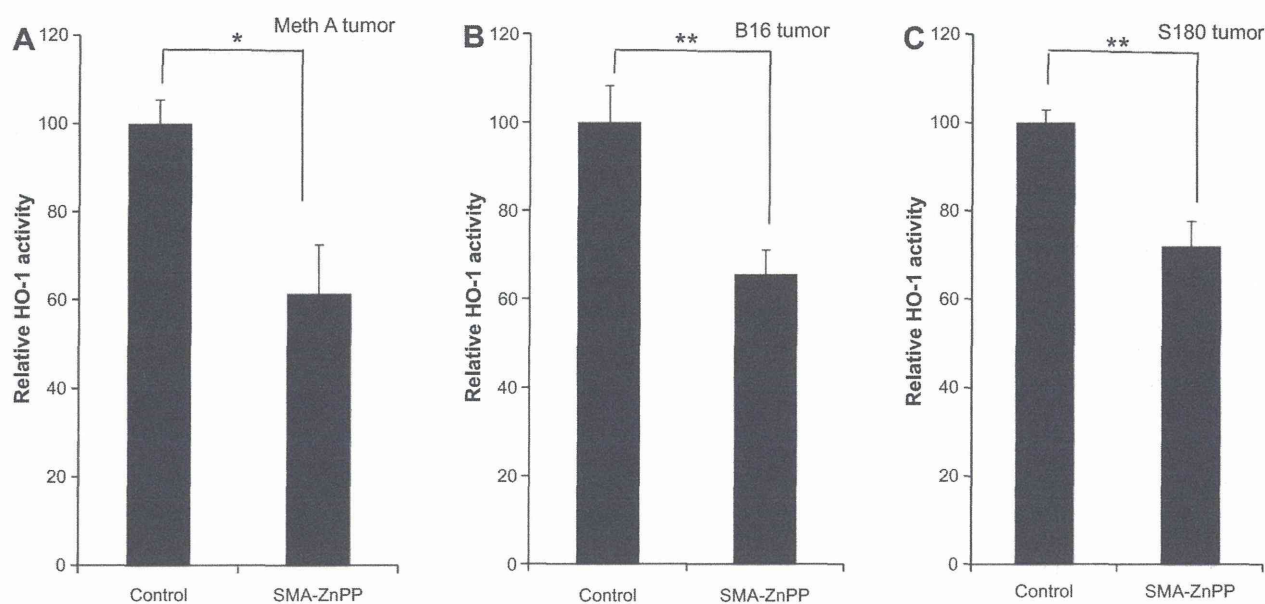 A
Meth A tumor
*
Relative HO-1 activity
120
100
80
60
40
20
0
Control
SMA-ZnPP
B
B16 tumor
**
Relative HO-1 activity
120
100
80
60
40
20
0
Control
SMA-ZnPP
C
S180 tumor
**
Relative HO-1 activity
120
100
80
60
40
20
0
Control
SMA-ZnPP